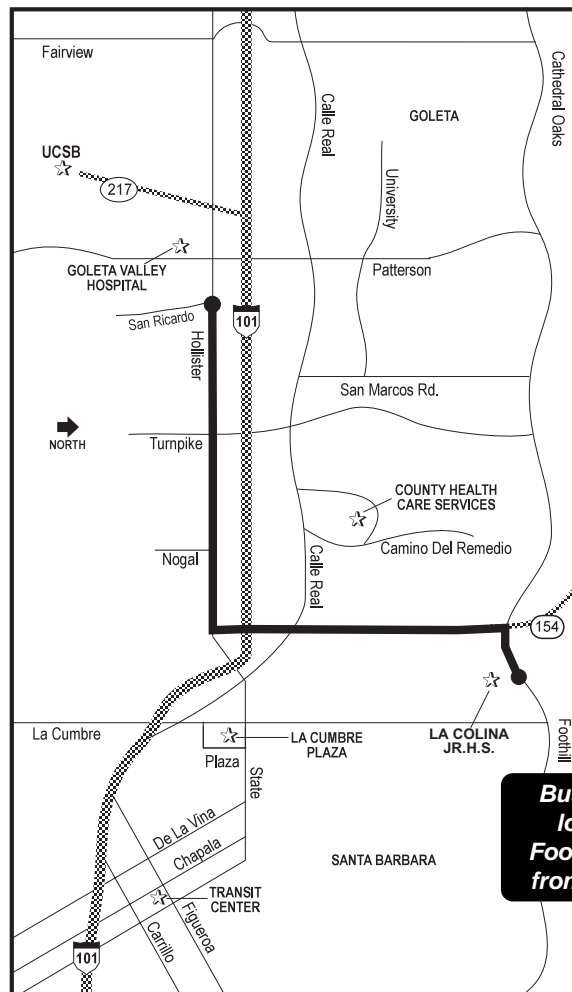 Fairview
Calle Real
GOLETA
Cathedral Oaks
UCSB
217
University
GOLETA VALLEY
HOSPITAL
Patterson
San Ricardo
101
Hollister
San Marcos Rd.
NORTH
Turnpike
COUNTY HEALTH
CARE SERVICES
Nogal
Calle Real
Camino Del Remedio
154
La Cumbre
LA CUMBRE
PLAZA
Plaza
LA COLINA
JR.H.S.
Foothill
State
De La Vina
Chapala
SANTA BARBARA
TRANSIT
CENTER
Figueroa
Carrillo
101
from